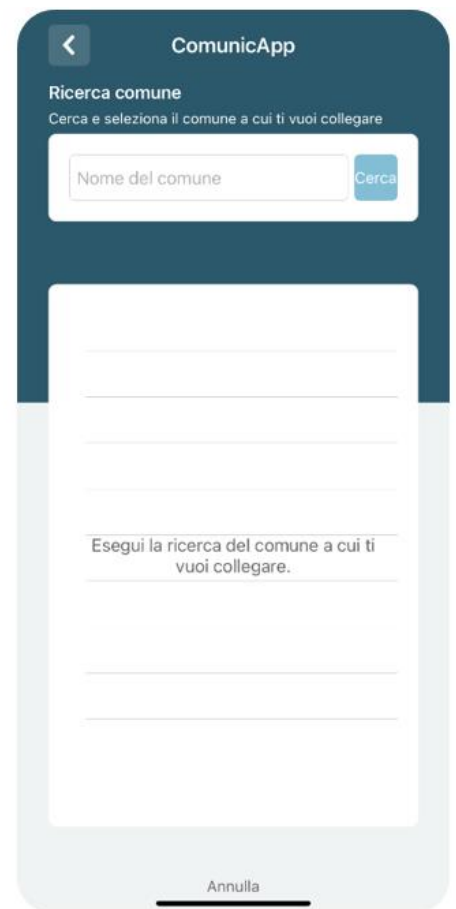 ComunicApp
Ricerca comune
Cerca e seleziona il comune a cui ti vuoi collegare
Nome del comune
Cerca
Esegui la ricerca del comune a cui ti
vuoi collegare.
Annulla